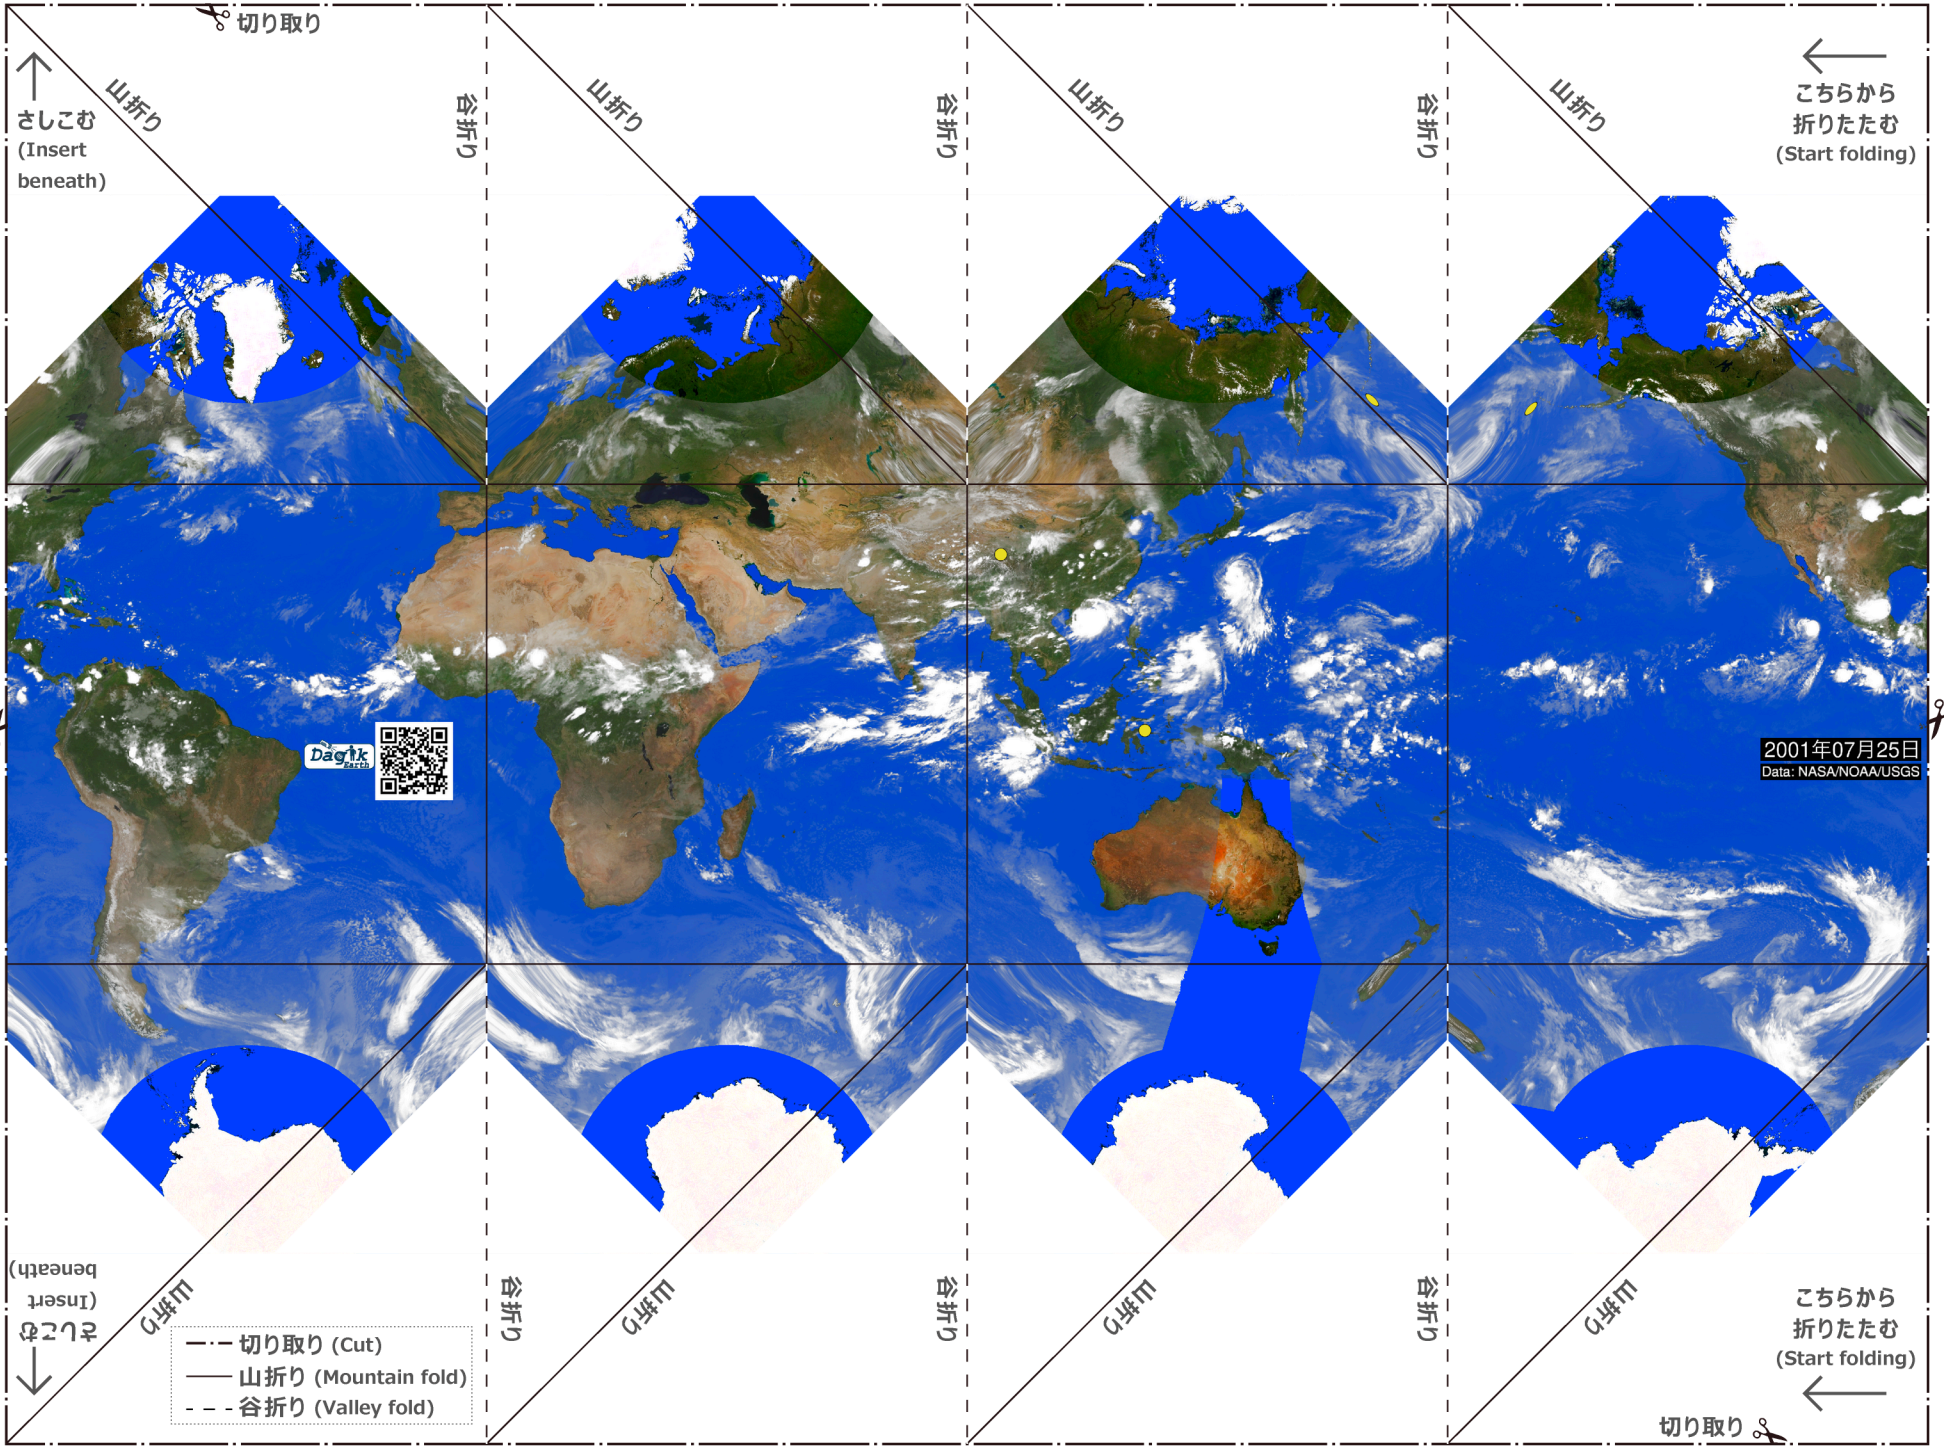 切り取り
さしこむ
(Insert
beneath)
山折り
谷折り
山折り
谷折り
山折り
谷折り
山折り
こちらから
折りたたむ
(Start folding)
Dagik
Earth
2001年07月25日
Data: NASA/NOAA/USGS
さしこむ
(Insert
beneath)
山折り
谷折り
山折り
谷折り
山折り
谷折り
山折り
こちらから
折りたたむ
(Start folding)
切り取り (Cut)
山折り (Mountain fold)
谷折り (Valley fold)
切り取り